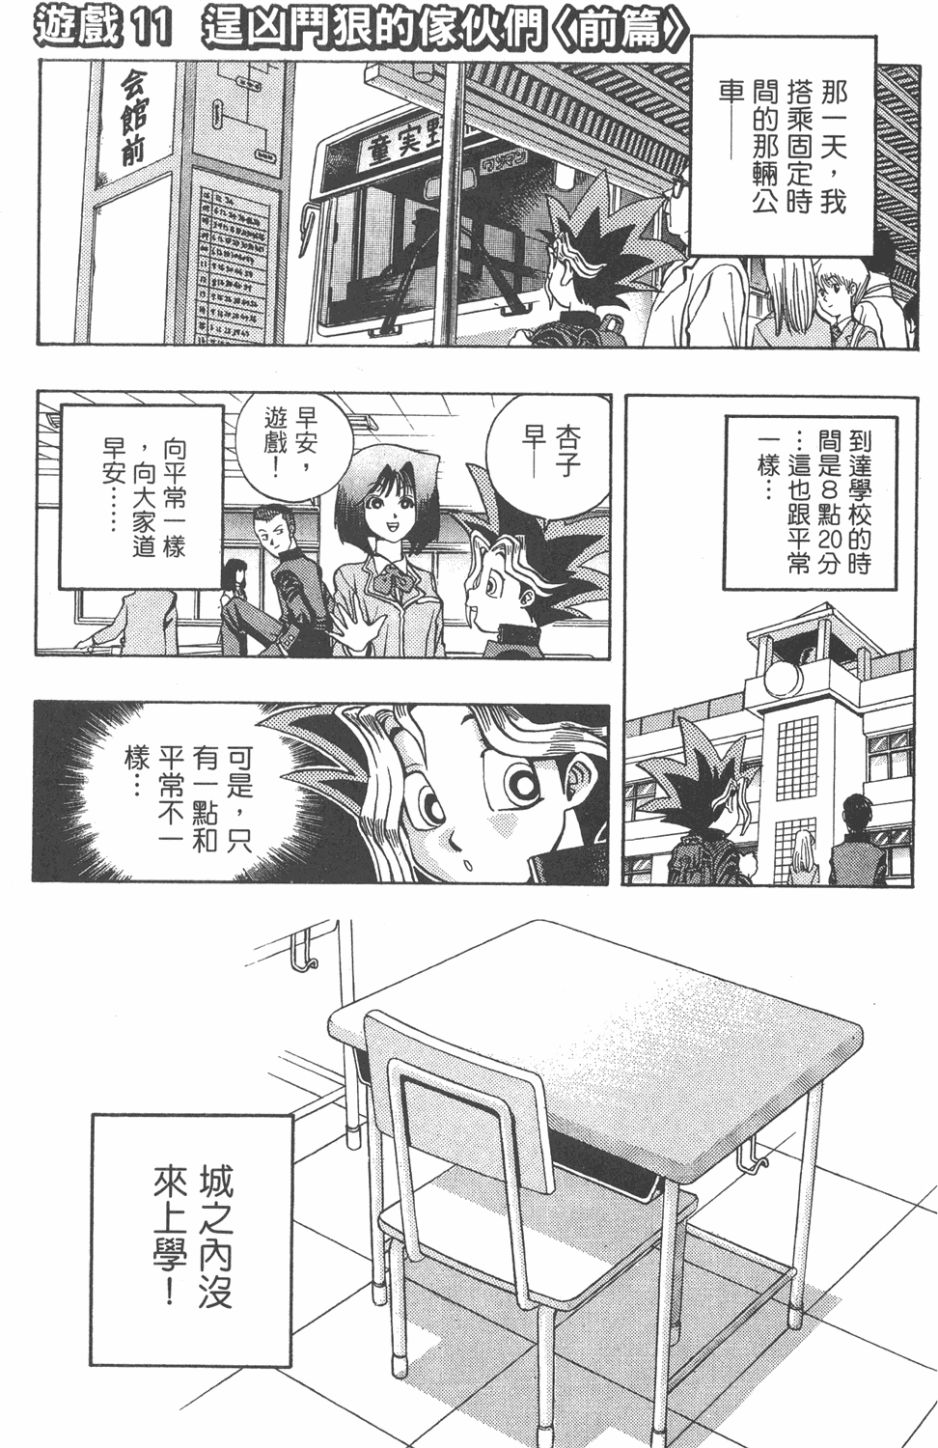 遊戲11 逞凶鬥狠的傢伙們〈前篇〉
那一天，我
搭乘固定時
間的那輛公
車──
会館前
童実野
ワンマン
到達學校的時
間是8點20分
…這也跟平常
一樣…
杏子
早──
早安，
遊戲！
向平常一樣
，向大家道
早安……
可是，只
有一點和
平常不一
樣…
城之內沒
來上學！